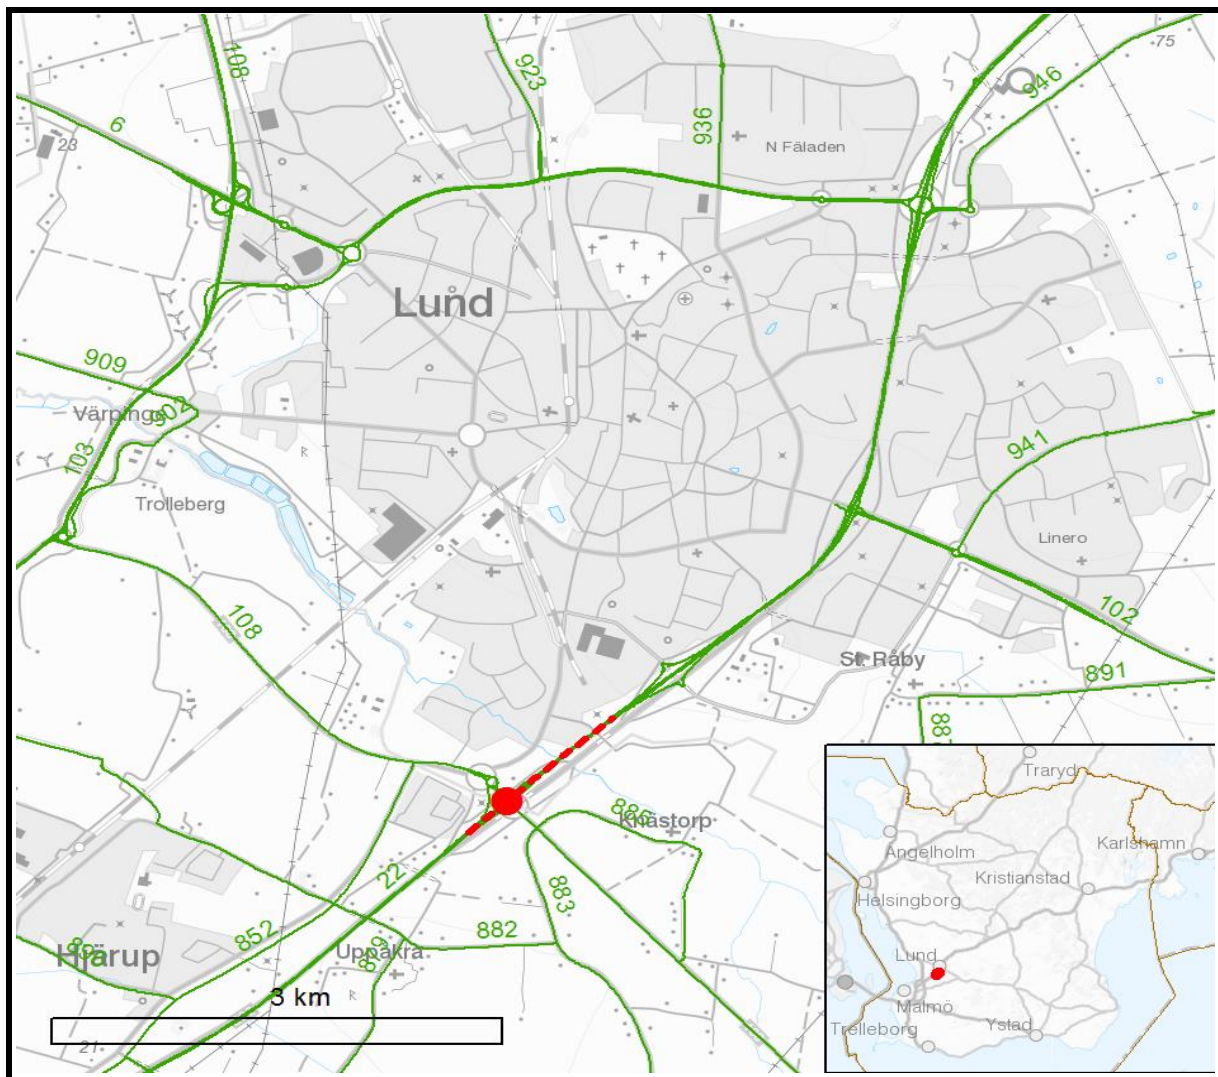 75
108
923
946
936
6
23
N Fäladen
Lund
909
Värpinge
902
103
941
Trolleberg
Linero
108
102
St. Råby
891
Traryd
885
Knästorp
Ängelholm
Karlshamn
22
Kristianstad
883
Helsingborg
852
882
Uppåkra
Hjärup
Lund
3 km
Malmö
Ystad
Trelleborg
21